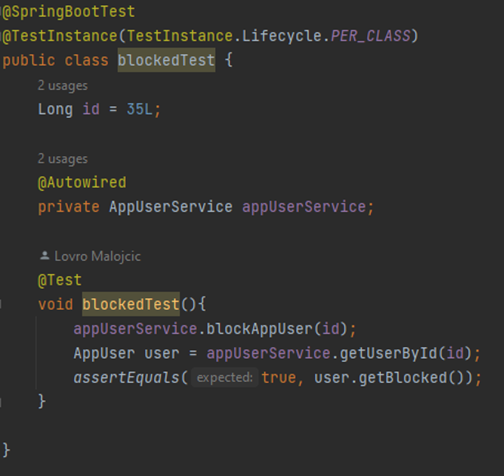 @SpringBootTest
@TestInstance(TestInstance.Lifecycle.PER_CLASS)
public class blockedTest {
2 usages
Long id = 35L;
2 usages
@Autowired
private AppUserService appUserService;
Lovro Malojcic
@Test
void blockedTest(){
appUserService.blockAppUser(id);
AppUser user = appUserService.getUserById(id);
assertEquals( expected: true, user.getBlocked());
}
}